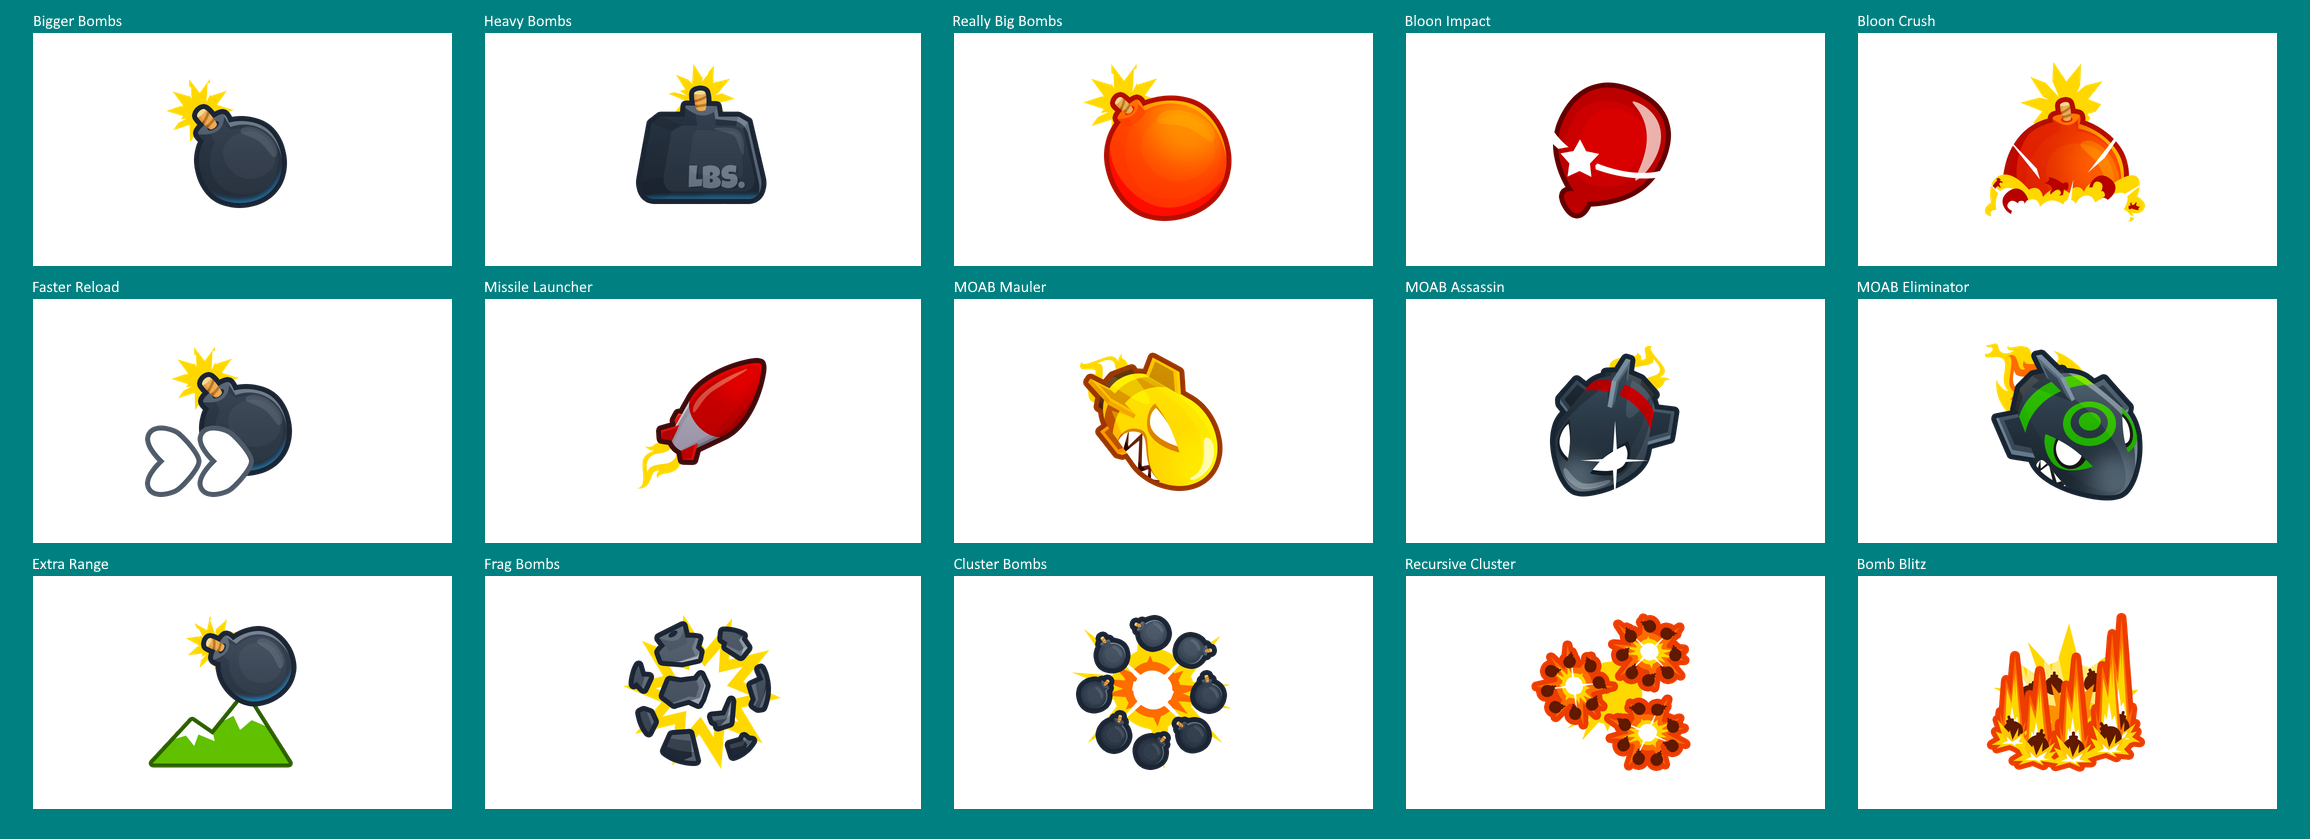 Bigger Bombs
Heavy Bombs
Really Big Bombs
Bloon Impact
Bloon Crush
LBS.
Faster Reload
Missile Launcher
MOAB Mauler
MOAB Assassin
MOAB Eliminator
Extra Range
Frag Bombs
Cluster Bombs
Recursive Cluster
Bomb Blitz